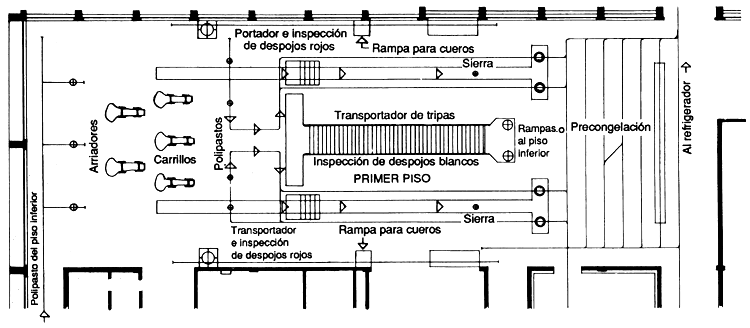 Portador e inspección
de despojos rojos
Rampa para cueros
Sierra
Arriadores
Carrillos
Polipastos
Transportador de tripas
Inspección de despojos blancos
PRIMER PISO
Rampas
al piso
inferior
Precongelación
Al refrigerador
Sierra
Rampa para cueros
Transportador
e inspección
de despojos rojos
Polipasto del piso inferior